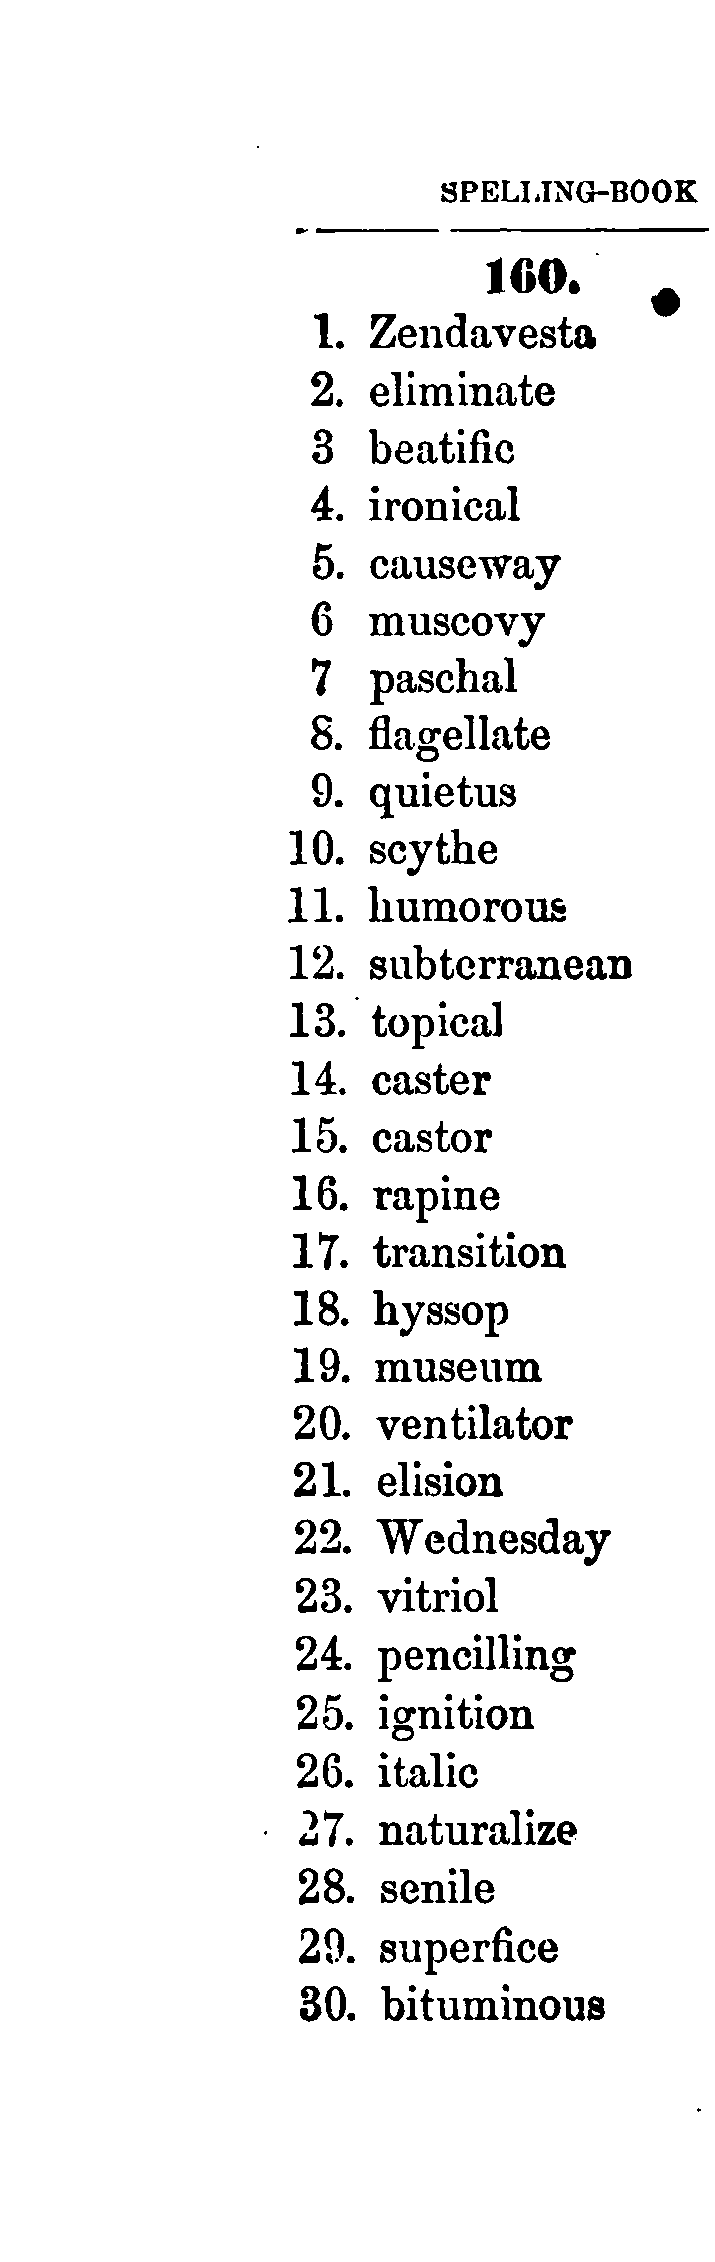 SPELLING-BOOK
160.
1. Zendavesta
2. eliminate
3 beatific
4. ironical
5. causeway
6 muscovy
7 paschal
8. flagellate
9. quietus
10. scythe
11. humorous
12. subterranean
13. topical
14. caster
15. castor
16. rapine
17. transition
18. hyssop
19. museum
20. ventilator
21. elision
22. Wednesday
23. vitriol
24. pencilling
25. ignition
26. italic
27. naturalize
28. senile
29. superfice
30. bituminous